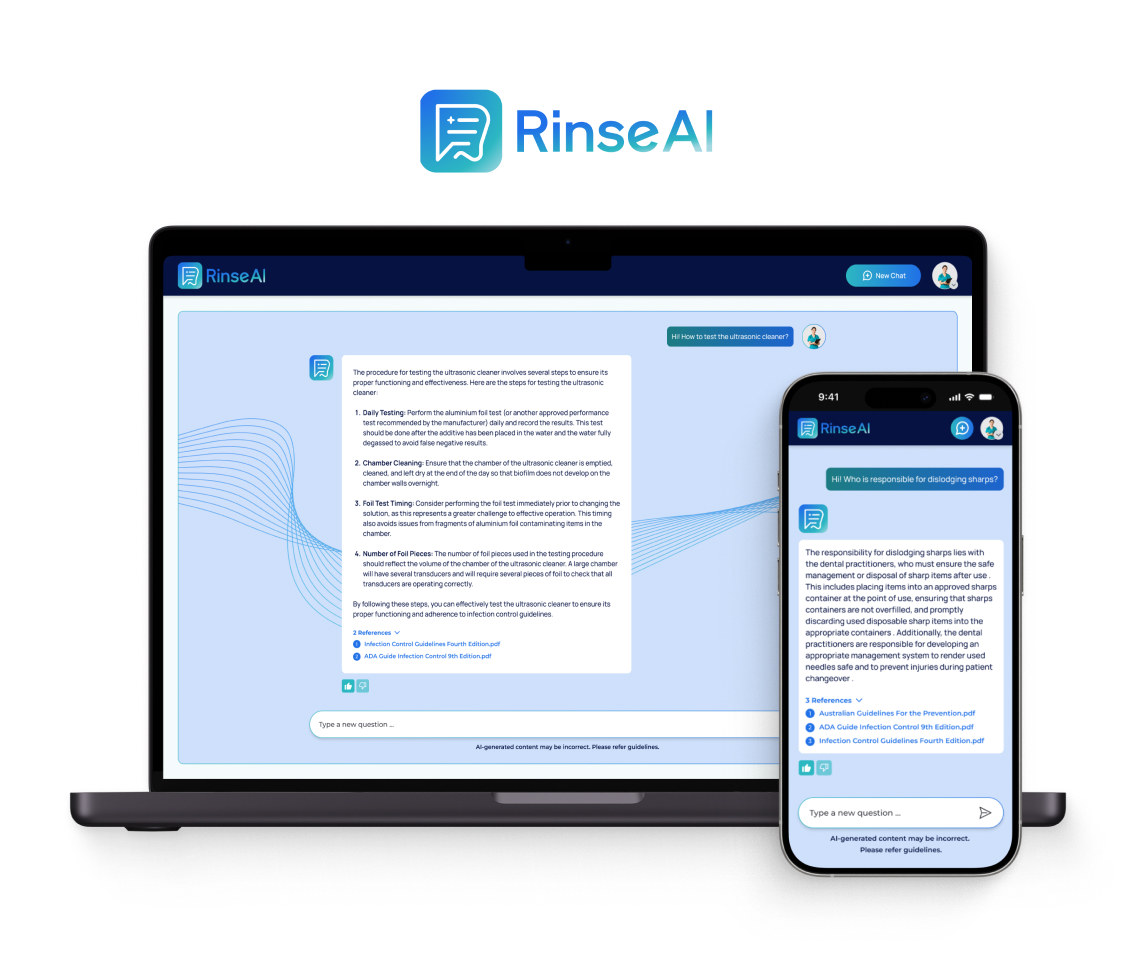 RinseAI
RinseAI
New Chat
Hi! How to test the ultrasonic cleaner?
The procedure for testing the ultrasonic cleaner involves several steps to ensure its
proper functioning and effectiveness. Here are the steps for testing the ultrasonic
cleaner:
1. Daily Testing: Perform the aluminium foil test (or another approved performance
test recommended by the manufacturer) daily and record the results. This test
should be done after the additive has been placed in the water and the water fully
degassed to avoid false negative results.
2. Chamber Cleaning: Ensure that the chamber of the ultrasonic cleaner is emptied,
cleaned, and left dry at the end of the day so that biofilm does not develop on the
chamber walls overnight.
3. Foil Test Timing: Consider performing the foil test immediately prior to changing the
solution, as this represents a greater challenge to effective operation. This timing
also avoids issues from fragments of aluminium foil contaminating items in the
chamber.
4. Number of Foil Pieces: The number of foil pieces used in the testing procedure
should reflect the volume of the chamber of the ultrasonic cleaner. A large chamber
will have several transducers and will require several pieces of foil to check that all
transducers are operating correctly.
By following these steps, you can effectively test the ultrasonic cleaner to ensure its
proper functioning and adherence to infection control guidelines.
2 References
1 Infection Control Guidelines Fourth Edition.pdf
2 ADA Guide Infection Control 9th Edition.pdf
Type a new question ...
AI-generated content may be incorrect. Please refer guidelines.
9:41
RinseAI
Hi! Who is responsible for dislodging sharps?
The responsibility for dislodging sharps lies with
the dental practitioners, who must ensure the safe
management or disposal of sharp items after use .
This includes placing items into an approved sharps
container at the point of use, ensuring that sharps
containers are not overfilled, and promptly
discarding used disposable sharp items into the
appropriate containers . Additionally, the dental
practitioners are responsible for developing an
appropriate management system to render used
needles safe and to prevent injuries during patient
changeover .
3 References
1 Australian Guidelines For the Prevention.pdf
2 ADA Guide Infection Control 9th Edition.pdf
3 Infection Control Guidelines Fourth Edition.pdf
Type a new question ...
AI-generated content may be incorrect.
Please refer guidelines.